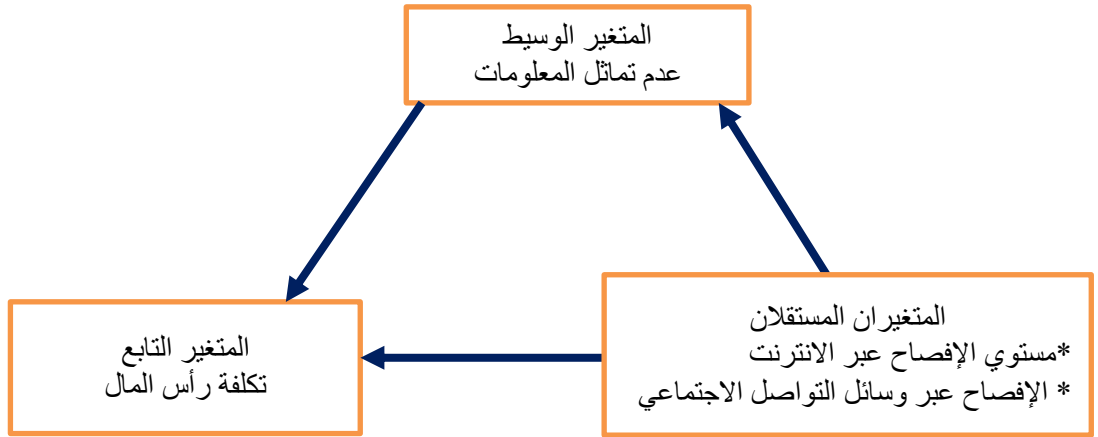 المتغير الوسيط
عدم تماثل المعلومات
المتغيران المستقلان
*مستوي الإفصاح عبر الانترنت
* الإفصاح عبر وسائل التواصل الاجتماعي
المتغير التابع
تكلفة رأس المال